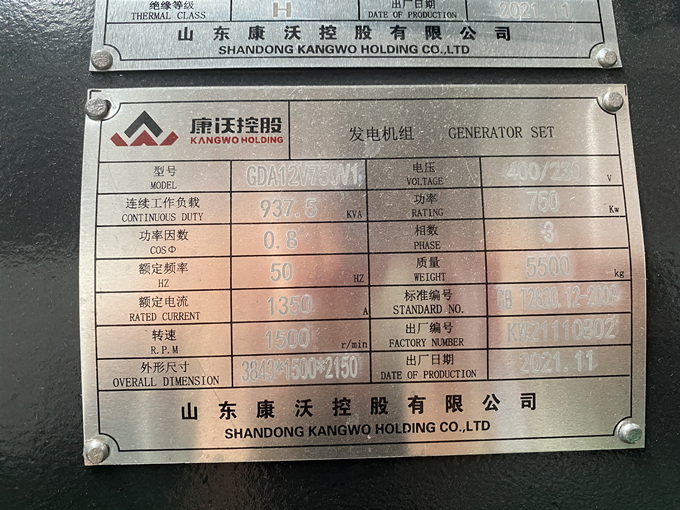 绝缘等级 H 出厂日期 2021.11
THERMAL CLASS DATE OF PRODUCTION
山东康沃控股有限公司
SHANDONG KANGWO HOLDING CO.,LTD
康沃控股 发电机组 GENERATOR SET
KANGWO HOLDING
型号 GDA12V750V1 电压 400/230 V
MODEL VOLTAGE
连续工作负载 937.5 KVA 功率 750 Kw
CONTINUOUS DUTY RATING
功率因数 0.8 相数 3
COSΦ PHASE
额定频率 50 HZ 质量 5500 kg
HZ WEIGHT
额定电流 1350 A 标准编号 GB
RATED CURRENT STANDARD NO.
转速 1500 r/min 出厂编号
R.P.M FACTORY NUMBER
外形尺寸 3843*1500*2150 出厂日期 2021.11
OVERALL DIMENSION DATE OF PRODUCTION
山东康沃控股有限公司
SHANDONG KANGWO HOLDING CO.,LTD